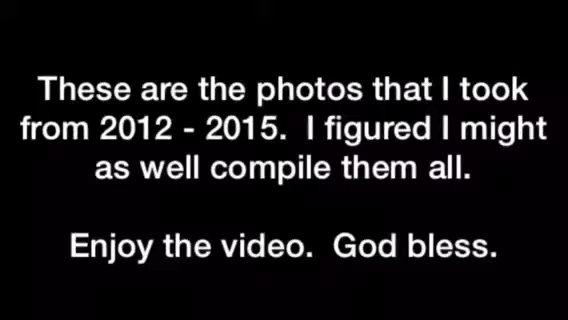 These are the photos that I took
from 2012 - 2015.  I figured I might
as well compile them all.
Enjoy the video.  God bless.